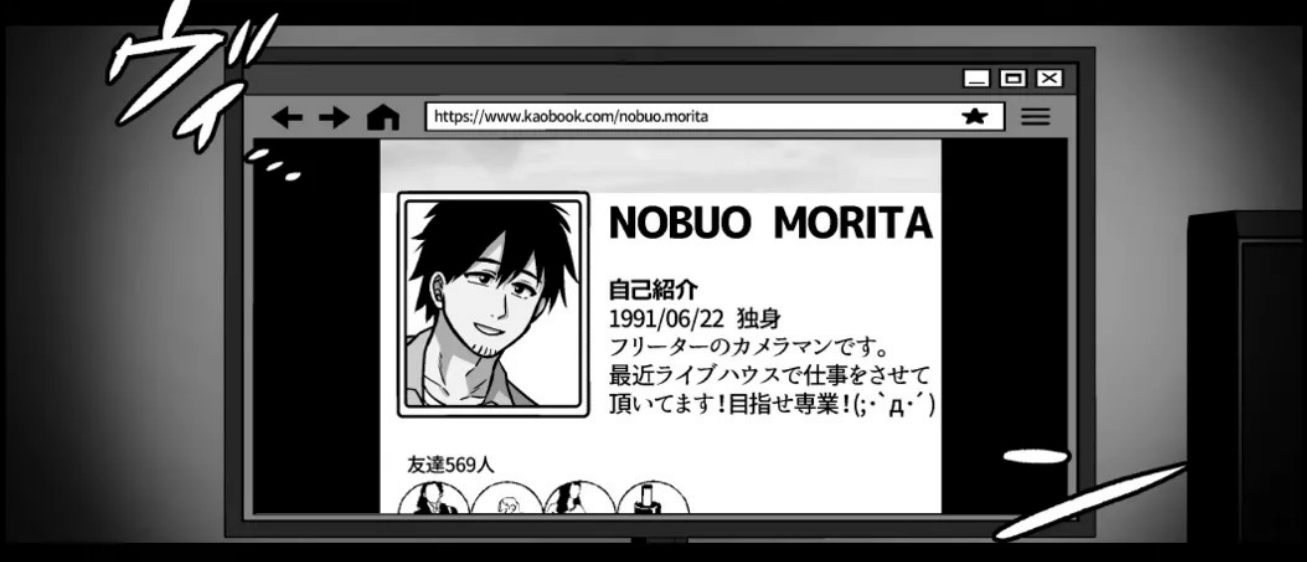 ヴッ
https://www.kaobook.com/nobuo.morita
NOBUO MORITA
自己紹介
1991/06/22 独身
フリーターのカメラマンです。
最近ライブハウスで仕事をさせて
頂いてます!目指せ専業!(;・`д・´)
友達569人